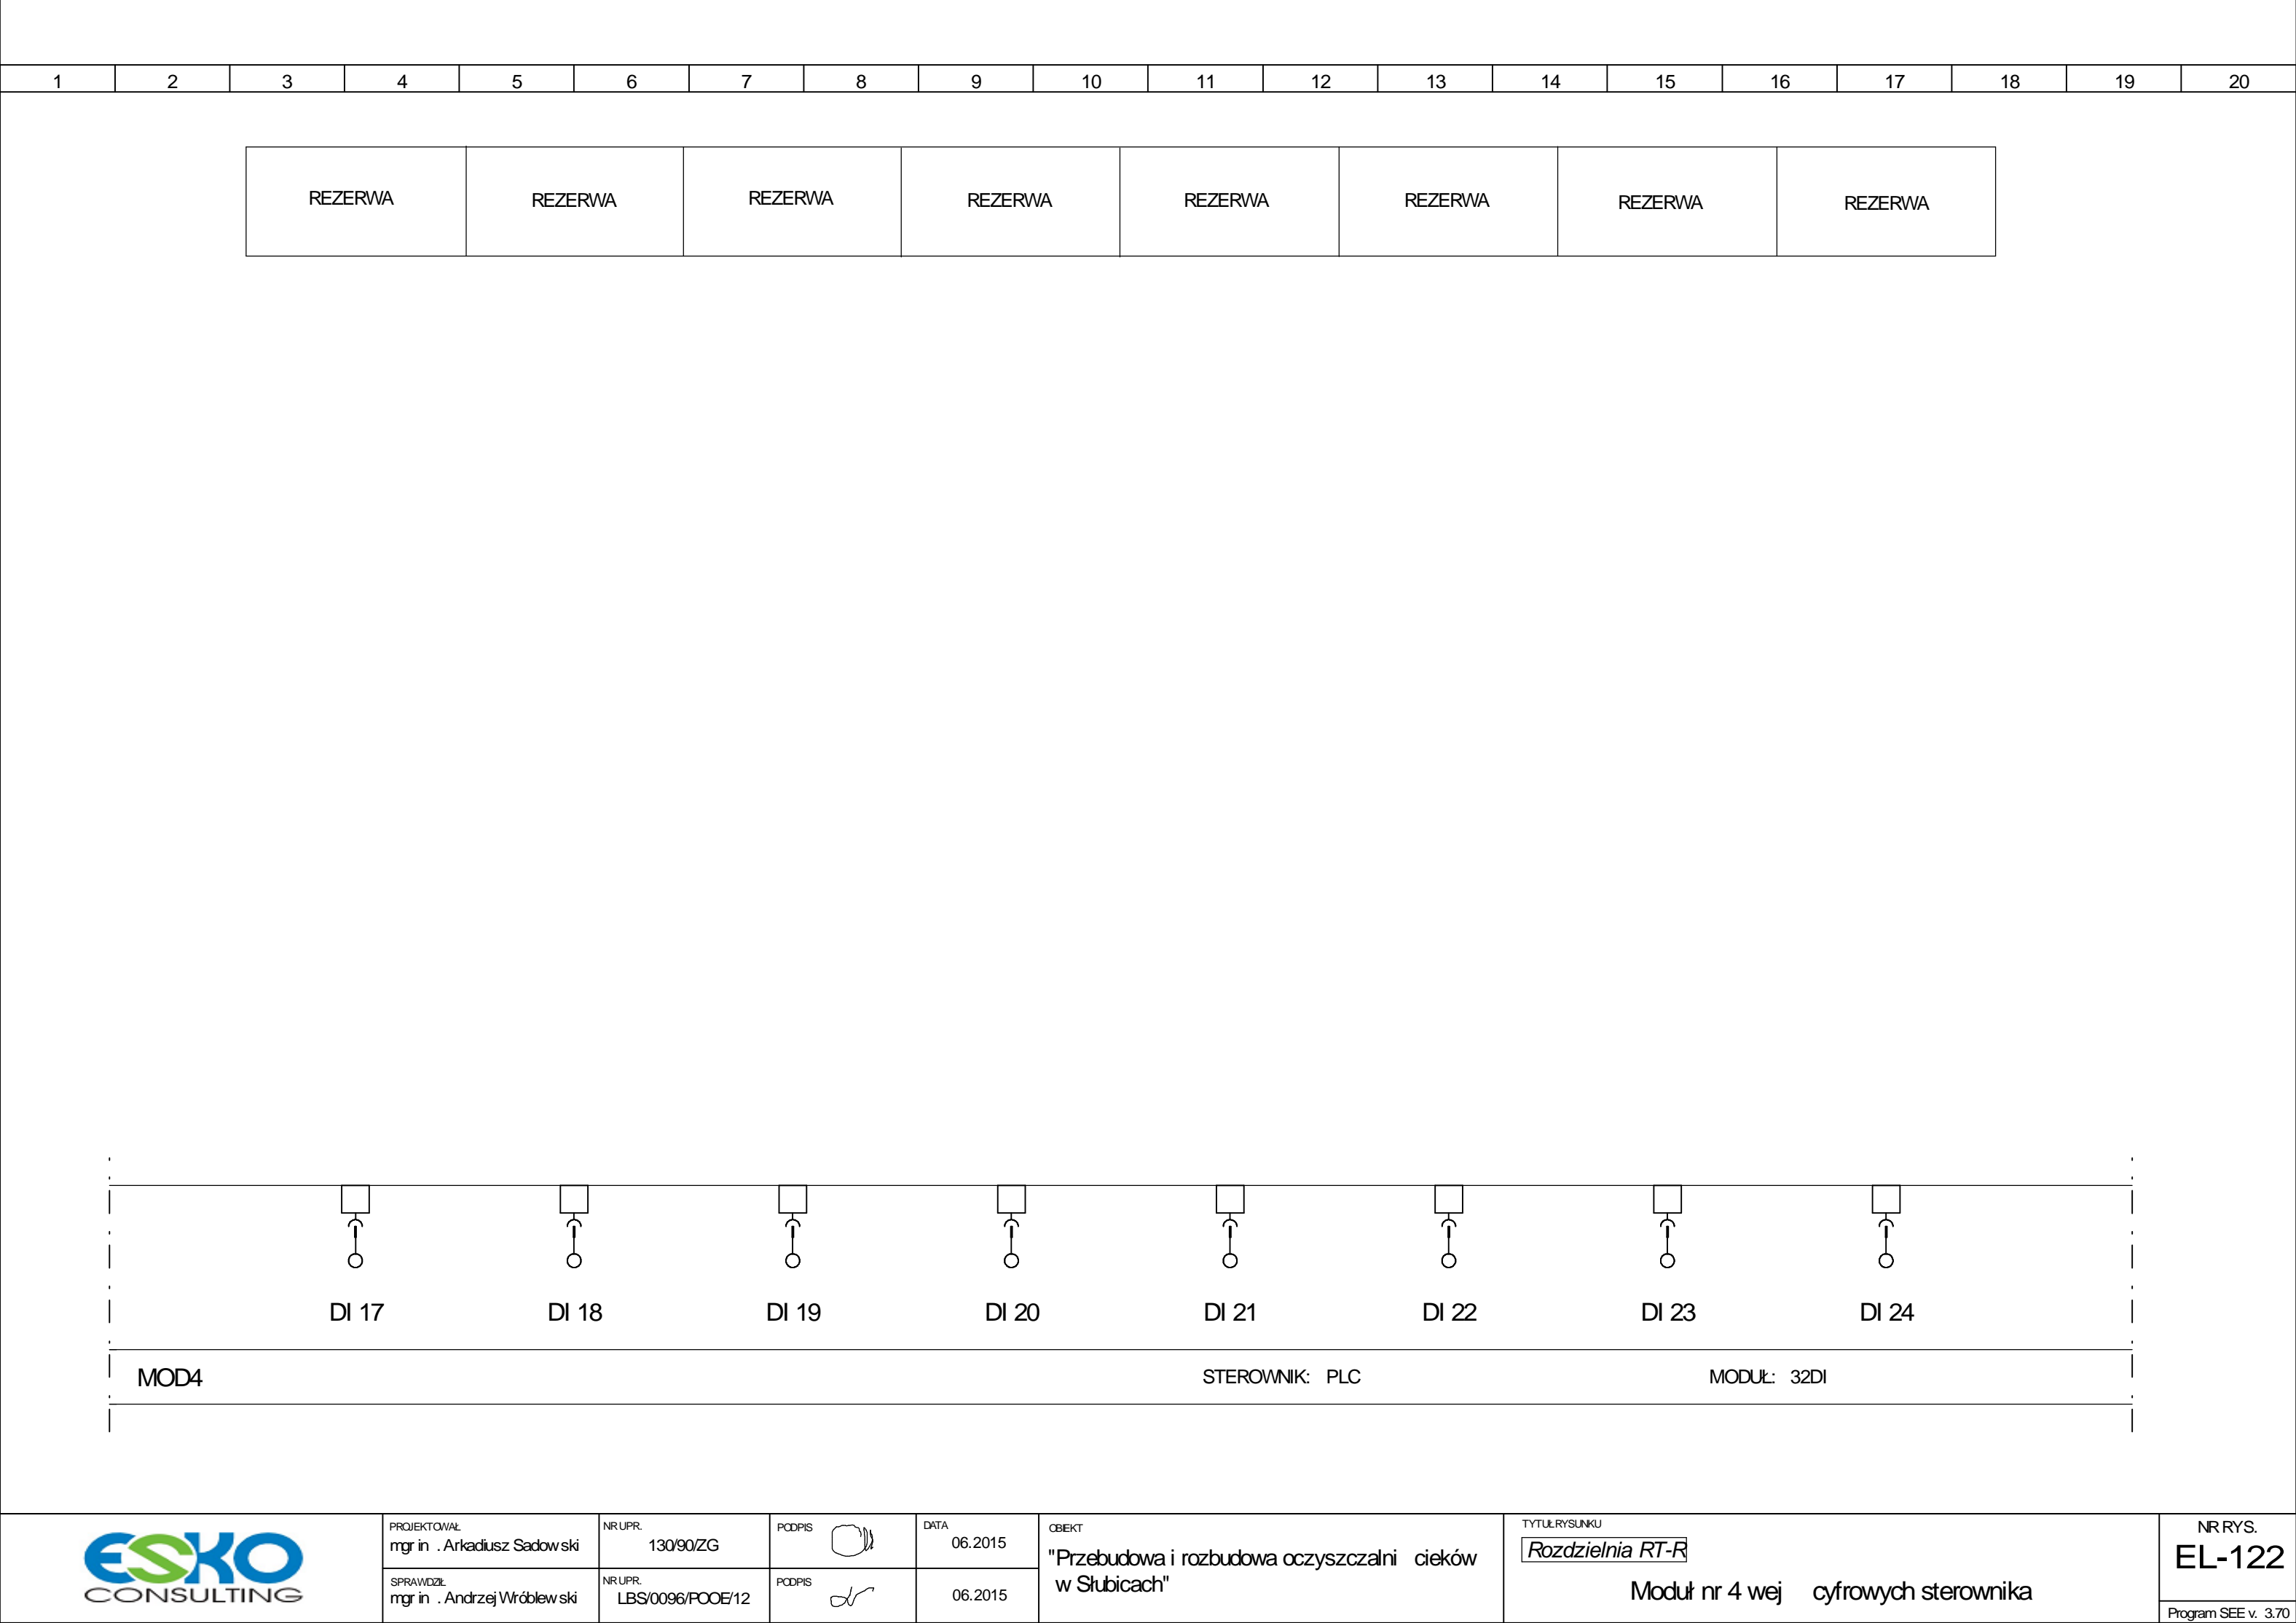 1 2 3 4 5 6 7 8 9 10 11 12 13 14 15 16 17 18 19 20
REZERWA REZERWA REZERWA REZERWA REZERWA REZERWA REZERWA REZERWA
DI 17 DI 18 DI 19 DI 20 DI 21 DI 22 DI 23 DI 24
MOD4 STEROWNIK: PLC MODUŁ: 32DI
ESKO
CONSULTING
PROJEKTOWAŁ
mgr in . Arkadiusz Sadowski
NR UPR.
130/90/ZG
PODPIS
DATA
06.2015
SPRAWDZIŁ
mgr in . Andrzej Wróblewski
NR UPR.
LBS/0096/POOE/12
PODPIS
06.2015
OBIEKT
"Przebudowa i rozbudowa oczyszczalni cieków
w Słubicach"
TYTUŁ RYSUNKU
Rozdzielnia RT-R
Moduł nr 4 wej cyfrowych sterownika
NR RYS.
EL-122
Program SEE v. 3.70